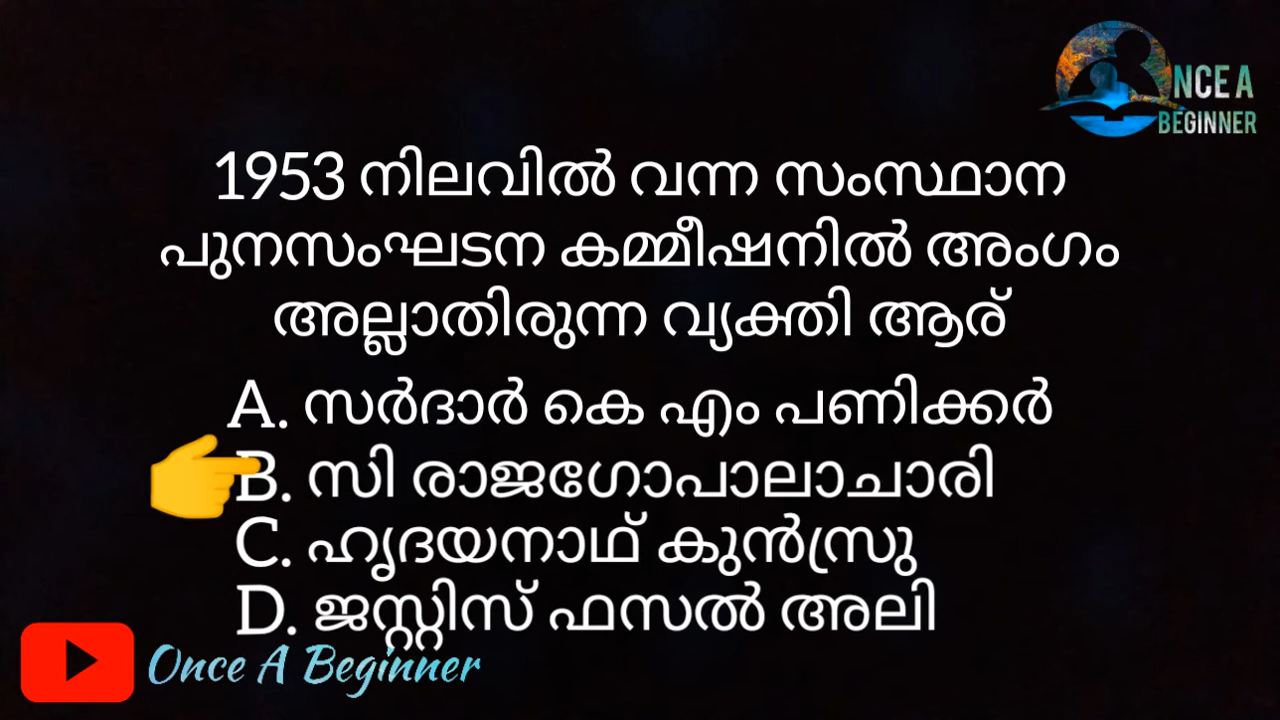 NCE A
BEGINNER
1953 നിലവിൽ വന്ന സംസ്ഥാന
പുനസംഘടന കമ്മീഷനിൽ അംഗം
അല്ലാതിരുന്ന വ്യക്തി ആര്
A. സർദാർ കെ എം പണിക്കർ
B. സി രാജഗോപാലാചാരി
C. ഹൃദയനാഥ് കുൻസ്രു
D. ജസ്റ്റിസ് ഫസൽ അലി
Once A Beginner